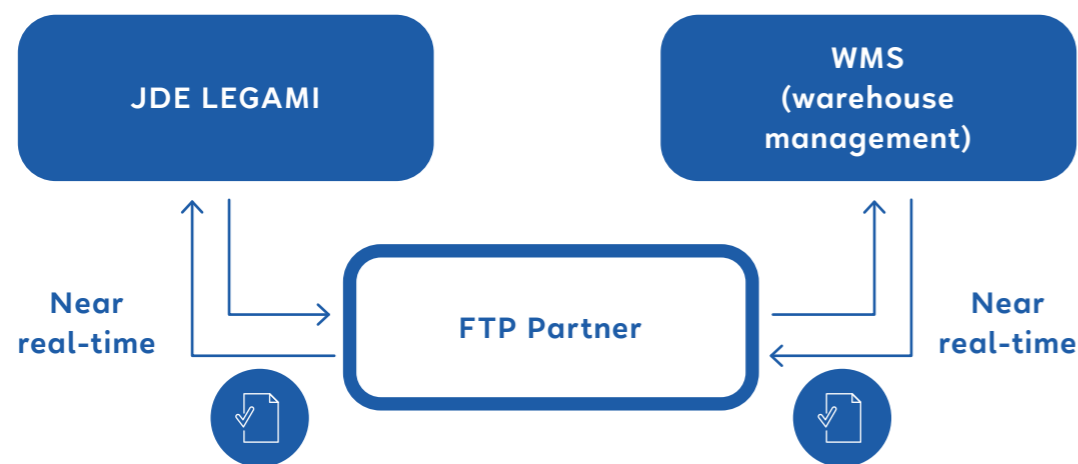 JDE LEGAMI
WMS
(warehouse
management)
Near
real-time
FTP Partner
Near
real-time